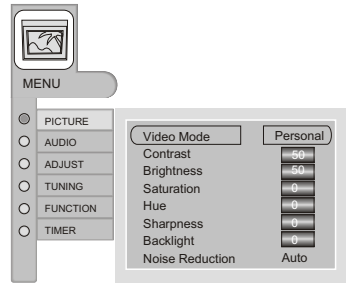 MENU
PICTURE
AUDIO
ADJUST
TUNING
FUNCTION
TIMER
Video Mode Personal
Contrast 50
Brightness 50
Saturation 0
Hue 0
Sharpness 0
Backlight 0
Noise Reduction Auto